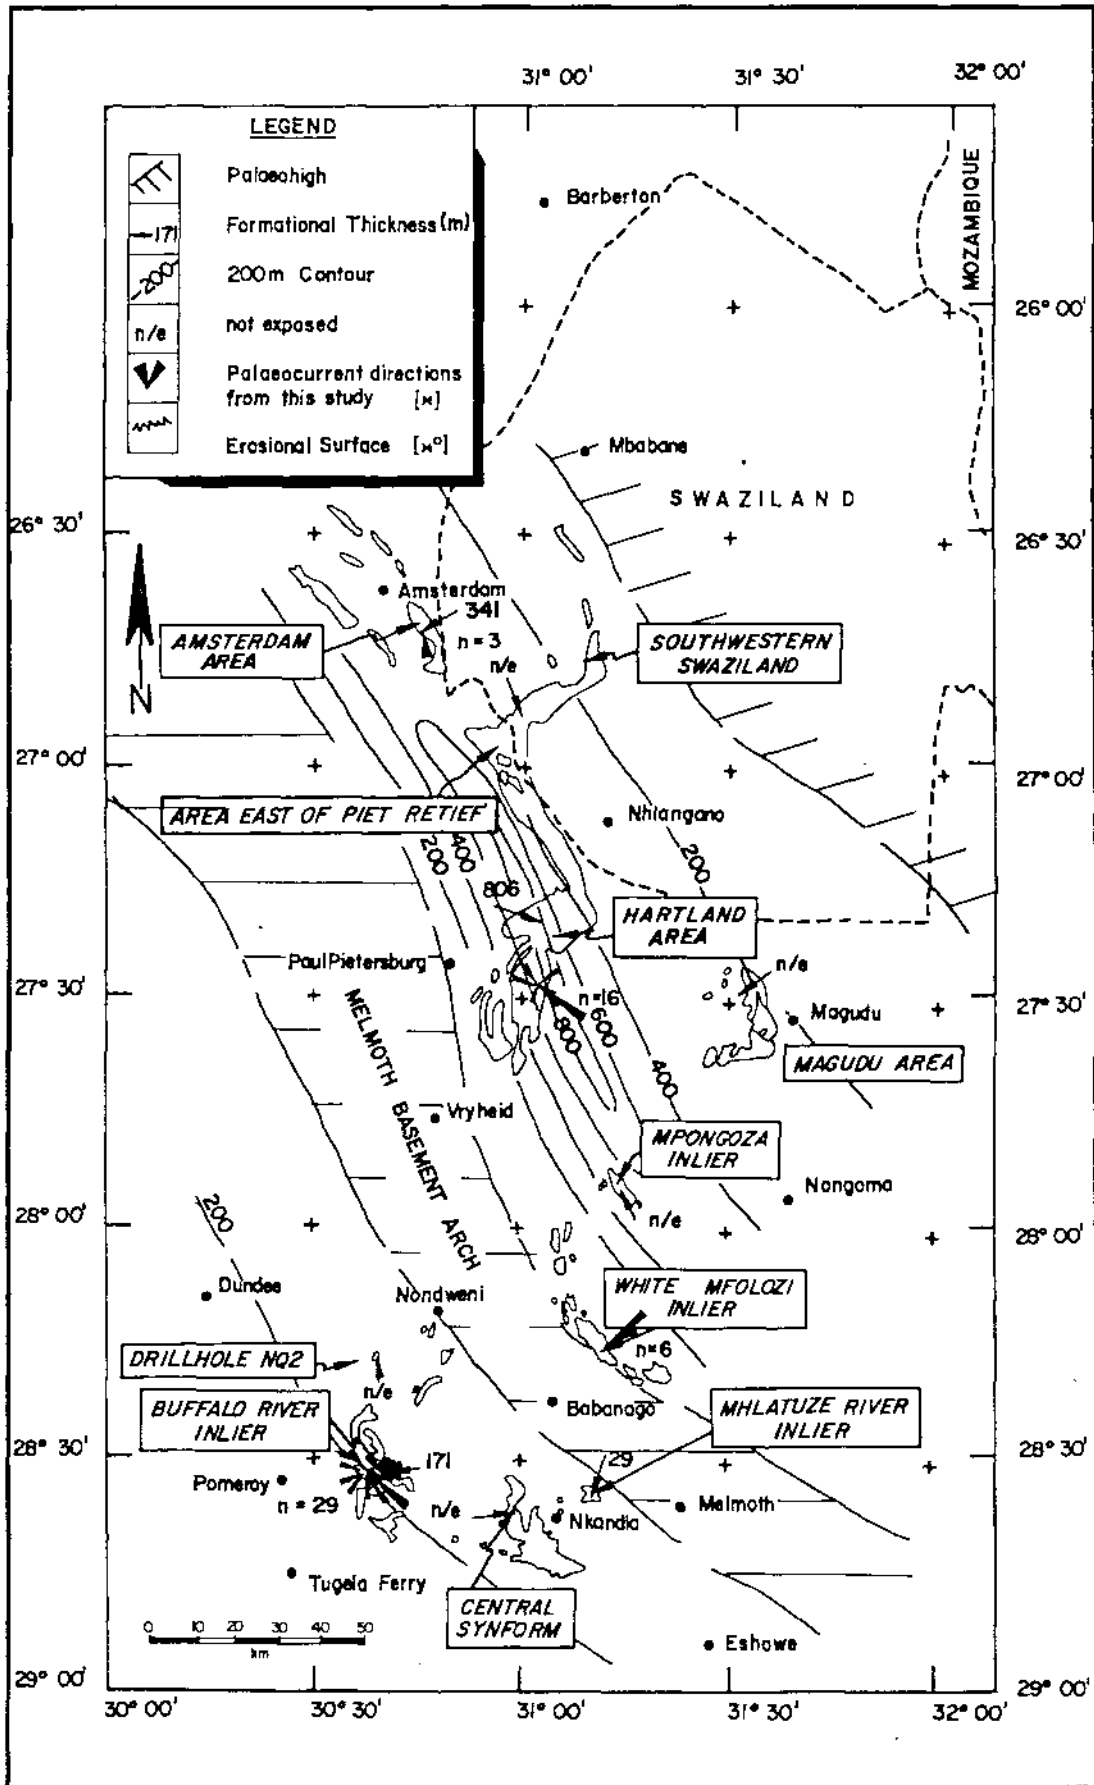 31° 00'
31° 30'
32° 00'
LEGEND
Palaeohigh
171
Formational Thickness (m)
200
200m Contour
n/e
not exposed
Palaeocurrent directions
from this study [κ]
Erosional Surface [κ°]
Barberton
MOZAMBIQUE
26° 00'
Mbabane
SWAZILAND
26° 30'
26° 30'
Amsterdam
341
n = 3
n/e
AMSTERDAM
AREA
SOUTHWESTERN
SWAZILAND
N
27° 00'
27° 00'
AREA EAST OF PIET RETIEF
Nhlangano
200
400
200
806
HARTLAND
AREA
PaulPietersburg
n/e
27° 30'
27° 30'
n=16
600
800
Magudu
MAGUDU AREA
400
MELMOTH BASEMENT ARCH
Vryheid
MPONGOZA
INLIER
Nongoma
n/e
200
28° 00'
28° 00'
Dundee
Nondweni
WHITE MFOLOZI
INLIER
n=6
DRILLHOLE NQ2
n/e
BUFFALO RIVER
INLIER
Babanago
MHLATUZE RIVER
INLIER
28° 30'
28° 30'
171
29
Pomeroy
n = 29
n/e
Nkandla
Melmoth
Tugela Ferry
CENTRAL
SYNFORM
Eshowe
0 10 20 30 40 50
km
29° 00'
29° 00'
30° 00'
30° 30'
31° 00'
31° 30'
32° 00'